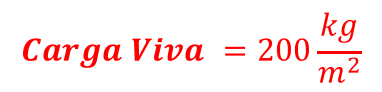 Carga Viva = 200 kg/m²